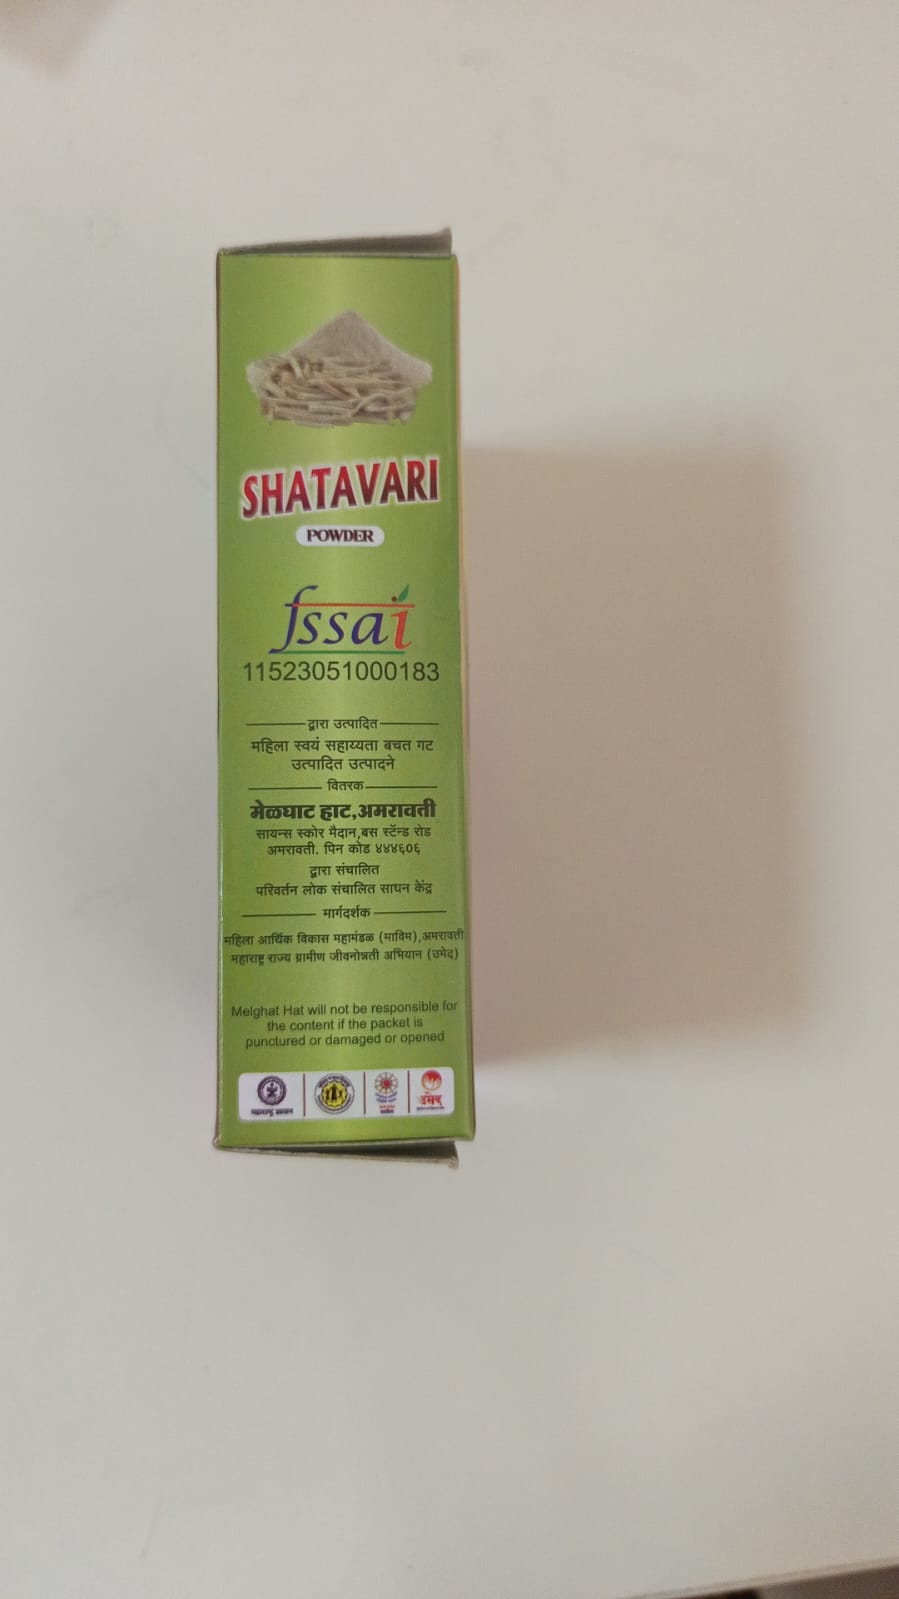 SHATAVARI
POWDER
fssai
11523051000183
द्वारा उत्पादित
महिला स्वयं सहाय्यता बचत गट
उत्पादित उत्पादने
वितरक
मेळघाट हाट,अमरावती
सायन्स स्कोर मैदान,बस स्टॅन्ड रोड
अमरावती. पिन कोड ४४४६०६
द्वारा संचालित
परिवर्तन लोक संचालित साधन केंद्र
मार्गदर्शक
महिला आर्थिक विकास महामंडळ (माविम),अमरावती
महाराष्ट्र राज्य ग्रामीण जीवनोन्नती अभियान (उमेद)
Melghat Hat will not be responsible for
the content if the packet is
punctured or damaged or opened
उमेद